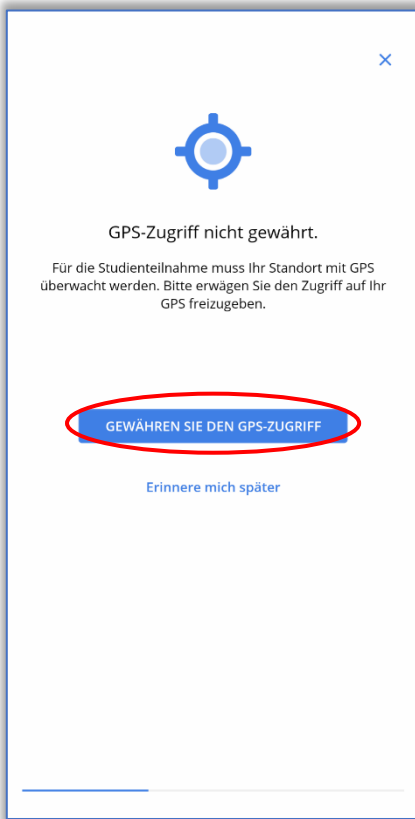 GPS-Zugriff nicht gewährt.
Für die Studienteilnahme muss Ihr Standort mit GPS
überwacht werden. Bitte erwägen Sie den Zugriff auf Ihr
GPS freizugeben.
GEWÄHREN SIE DEN GPS-ZUGRIFF
Erinnere mich später